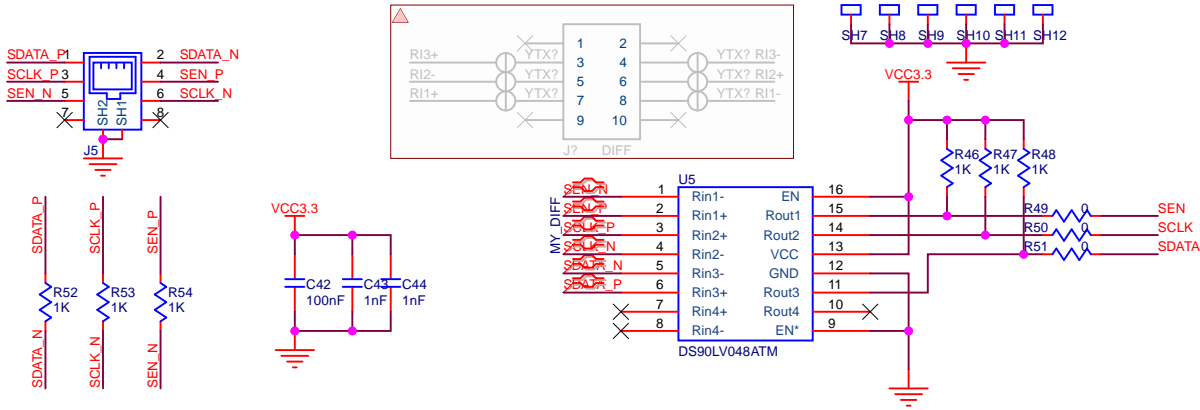 SDATA_P 1 2 SDATA_N
SCLK_P 3 4 SEN_P
SEN_N 5 6 SCLK_N
7 8
SH2 SH1
J5
1 2
RI3+ YTX? 3 4 YTX? RI3-
RI2- YTX? 5 6 YTX? RI2+
RI1+ YTX? 7 8 YTX? RI1-
9 10
J? DIFF
SH7 SH8 SH9 SH10 SH11 SH12
VCC3.3
R46 1K
R47 1K
R48 1K
SDATA_P
R52 1K
SDATA_N
SCLK_P
R53 1K
SCLK_N
SEN_P
R54 1K
SEN_N
VCC3.3
C42 100nF
C43 1nF
C44 1nF
MY_DIFF
U5
SEN_N 1 Rin1- EN 16
SEN_P 2 Rin1+ Rout1 15
SCLK_P 3 Rin2+ Rout2 14
SCLK_N 4 Rin2- VCC 13
SDATA_N 5 Rin3- GND 12
SDATA_P 6 Rin3+ Rout3 11
7 Rin4+ Rout4 10
8 Rin4- EN* 9
DS90LV048ATM
R49 0 SEN
R50 0 SCLK
R51 0 SDATA